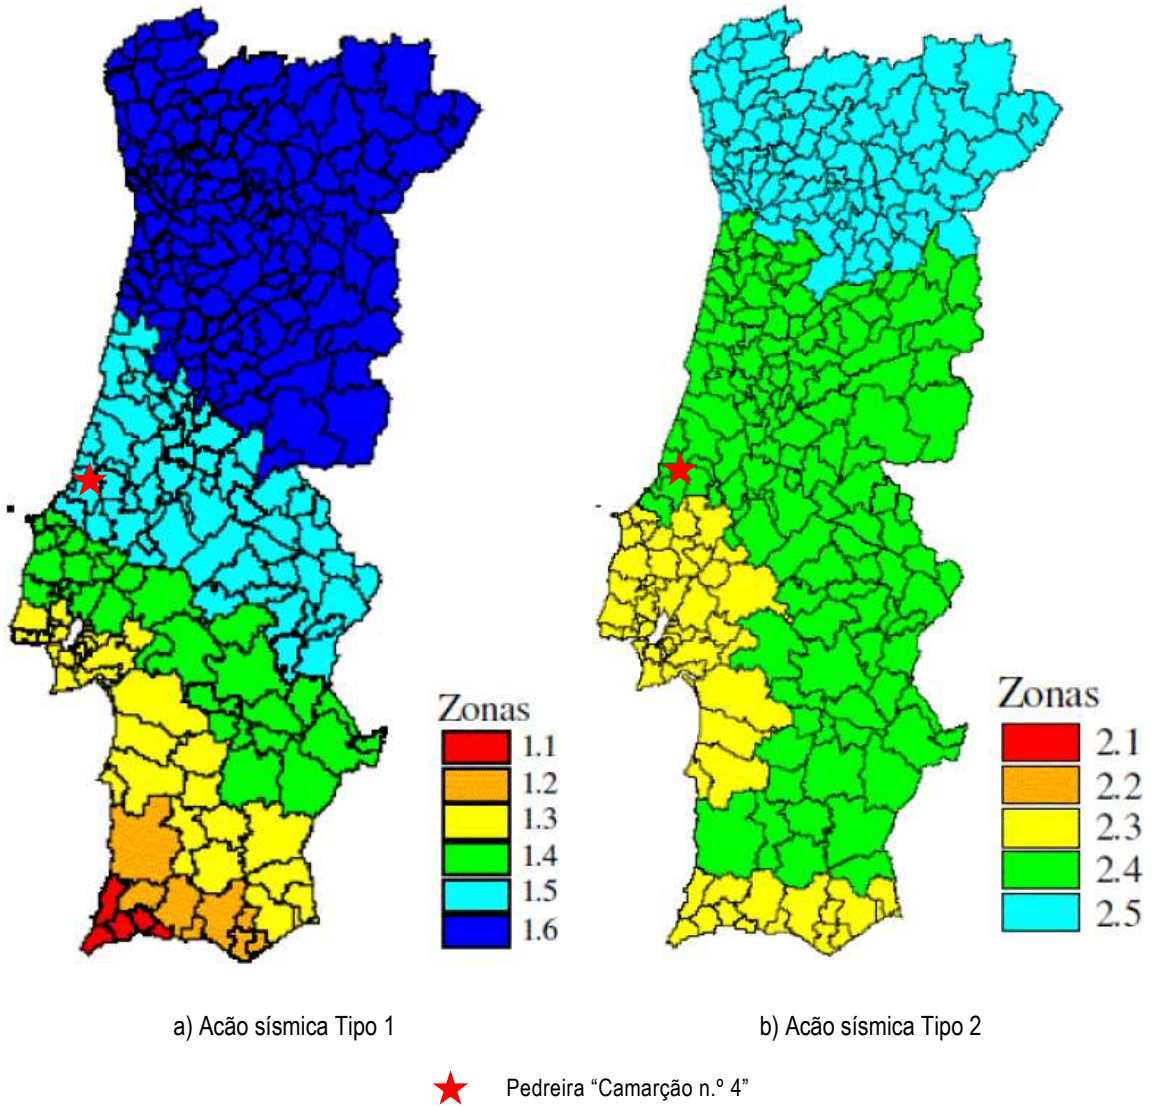 Zonas
1.1
1.2
1.3
1.4
1.5
1.6
Zonas
2.1
2.2
2.3
2.4
2.5
a) Acão sísmica Tipo 1
b) Acão sísmica Tipo 2
Pedreira “Camarção n.º 4”